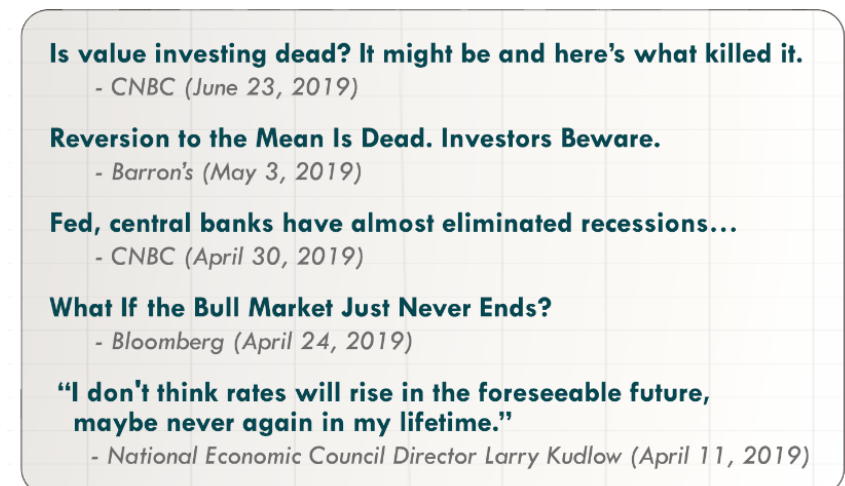 Is value investing dead? It might be and here’s what killed it.
- CNBC (June 23, 2019)
Reversion to the Mean Is Dead. Investors Beware.
- Barron’s (May 3, 2019)
Fed, central banks have almost eliminated recessions…
- CNBC (April 30, 2019)
What If the Bull Market Just Never Ends?
- Bloomberg (April 24, 2019)
“I don't think rates will rise in the foreseeable future,
maybe never again in my lifetime.”
- National Economic Council Director Larry Kudlow (April 11, 2019)